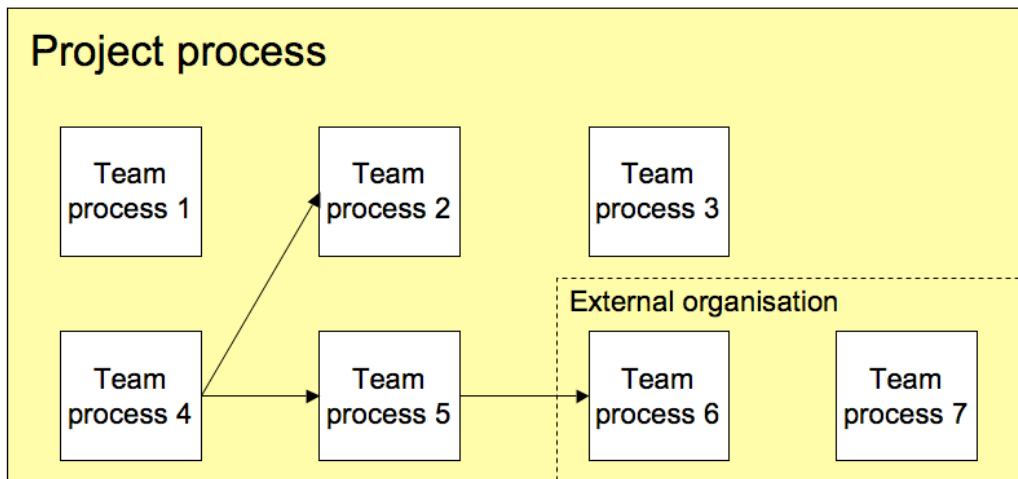 Project process
Team
process 1
Team
process 2
Team
process 3
External organisation
Team
process 4
Team
process 5
Team
process 6
Team
process 7